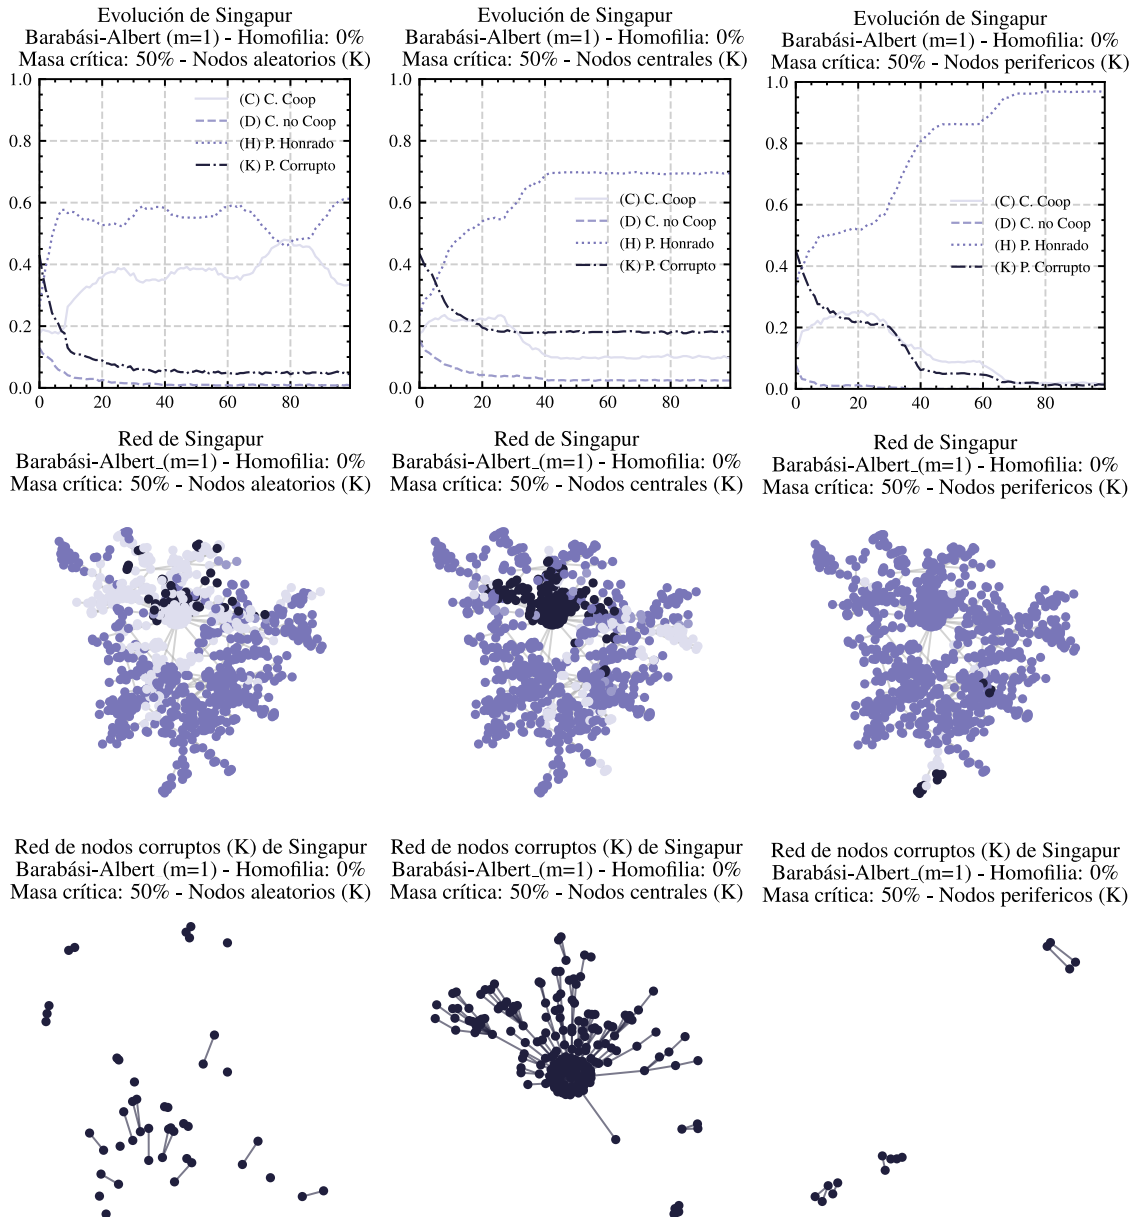 Evolución de Singapur
Barabási-Albert (m=1) - Homofilia: 0%
Masa crítica: 50% - Nodos aleatorios (K)
1.0
0.8
0.6
0.4
0.2
0.0
0
20
40
60
80
(C) C. Coop
(D) C. no Coop
(H) P. Honrado
(K) P. Corrupto
Evolución de Singapur
Barabási-Albert (m=1) - Homofilia: 0%
Masa crítica: 50% - Nodos centrales (K)
1.0
0.8
0.6
0.4
0.2
0.0
0
20
40
60
80
(C) C. Coop
(D) C. no Coop
(H) P. Honrado
(K) P. Corrupto
Evolución de Singapur
Barabási-Albert (m=1) - Homofilia: 0%
Masa crítica: 50% - Nodos perifericos (K)
1.0
0.8
0.6
0.4
0.2
0.0
0
20
40
60
80
(C) C. Coop
(D) C. no Coop
(H) P. Honrado
(K) P. Corrupto
Red de Singapur
Barabási-Albert_(m=1) - Homofilia: 0%
Masa crítica: 50% - Nodos aleatorios (K)
Red de Singapur
Barabási-Albert_(m=1) - Homofilia: 0%
Masa crítica: 50% - Nodos centrales (K)
Red de Singapur
Barabási-Albert_(m=1) - Homofilia: 0%
Masa crítica: 50% - Nodos perifericos (K)
Red de nodos corruptos (K) de Singapur
Barabási-Albert (m=1) - Homofilia: 0%
Masa crítica: 50% - Nodos aleatorios (K)
Red de nodos corruptos (K) de Singapur
Barabási-Albert_(m=1) - Homofilia: 0%
Masa crítica: 50% - Nodos centrales (K)
Red de nodos corruptos (K) de Singapur
Barabási-Albert_(m=1) - Homofilia: 0%
Masa crítica: 50% - Nodos perifericos (K)